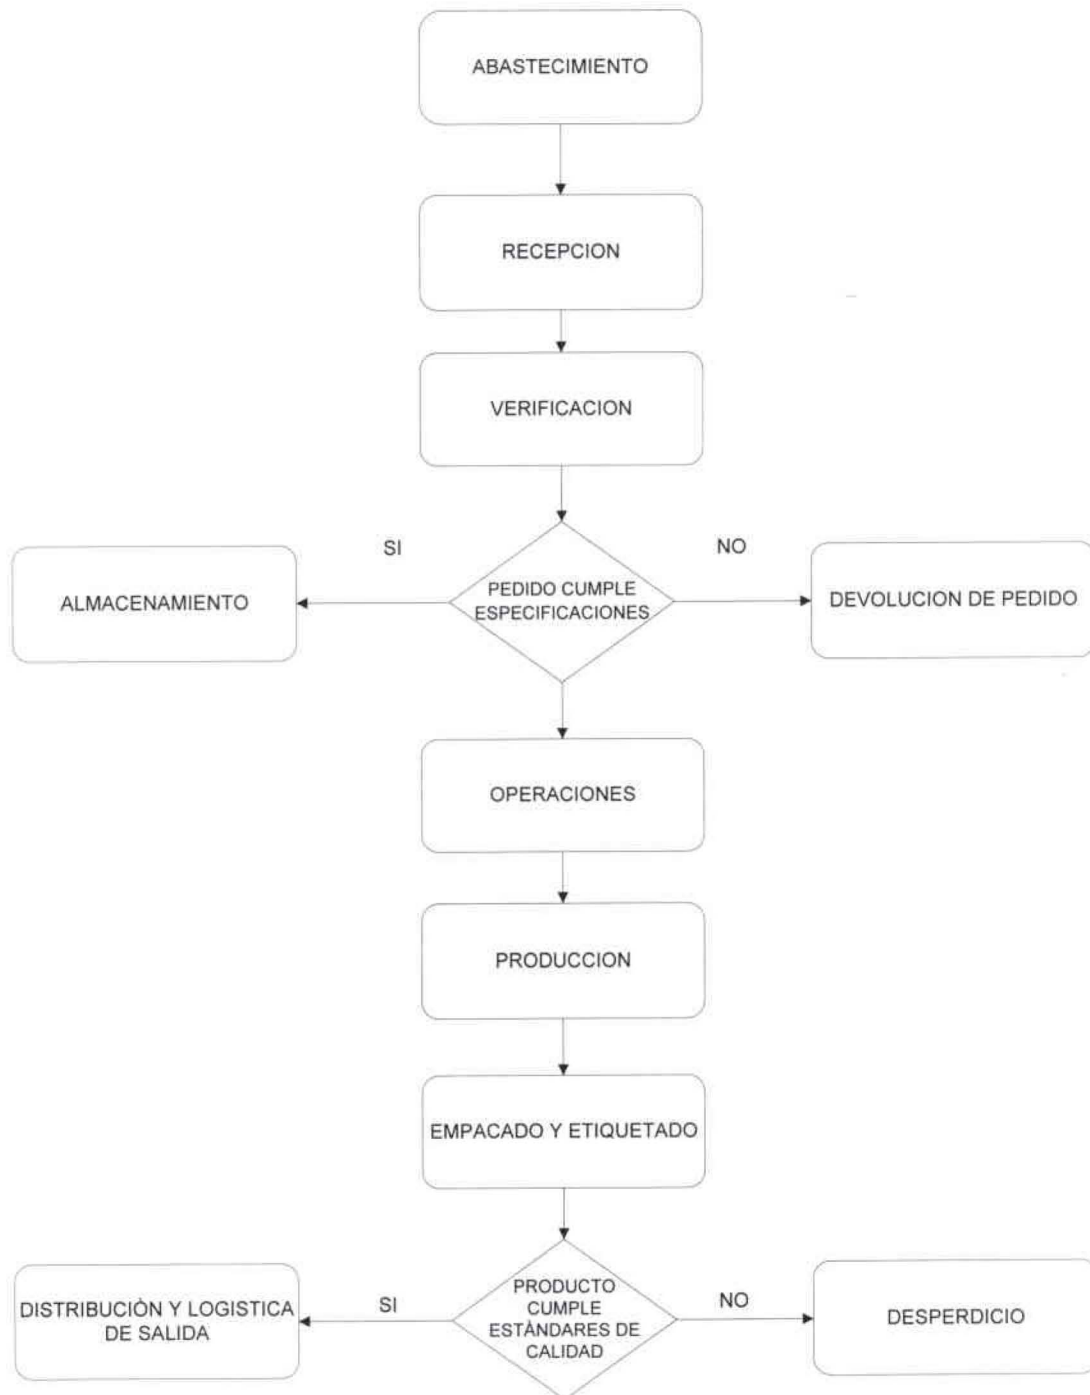 ABASTECIMIENTO
RECEPCION
VERIFICACION
SI
NO
ALMACENAMIENTO
PEDIDO CUMPLE
ESPECIFICACIONES
DEVOLUCION DE PEDIDO
OPERACIONES
PRODUCCION
EMPACADO Y ETIQUETADO
DISTRIBUCIÒN Y LOGISTICA
DE SALIDA
SI
PRODUCTO
CUMPLE
ESTÀNDARES DE
CALIDAD
NO
DESPERDICIO